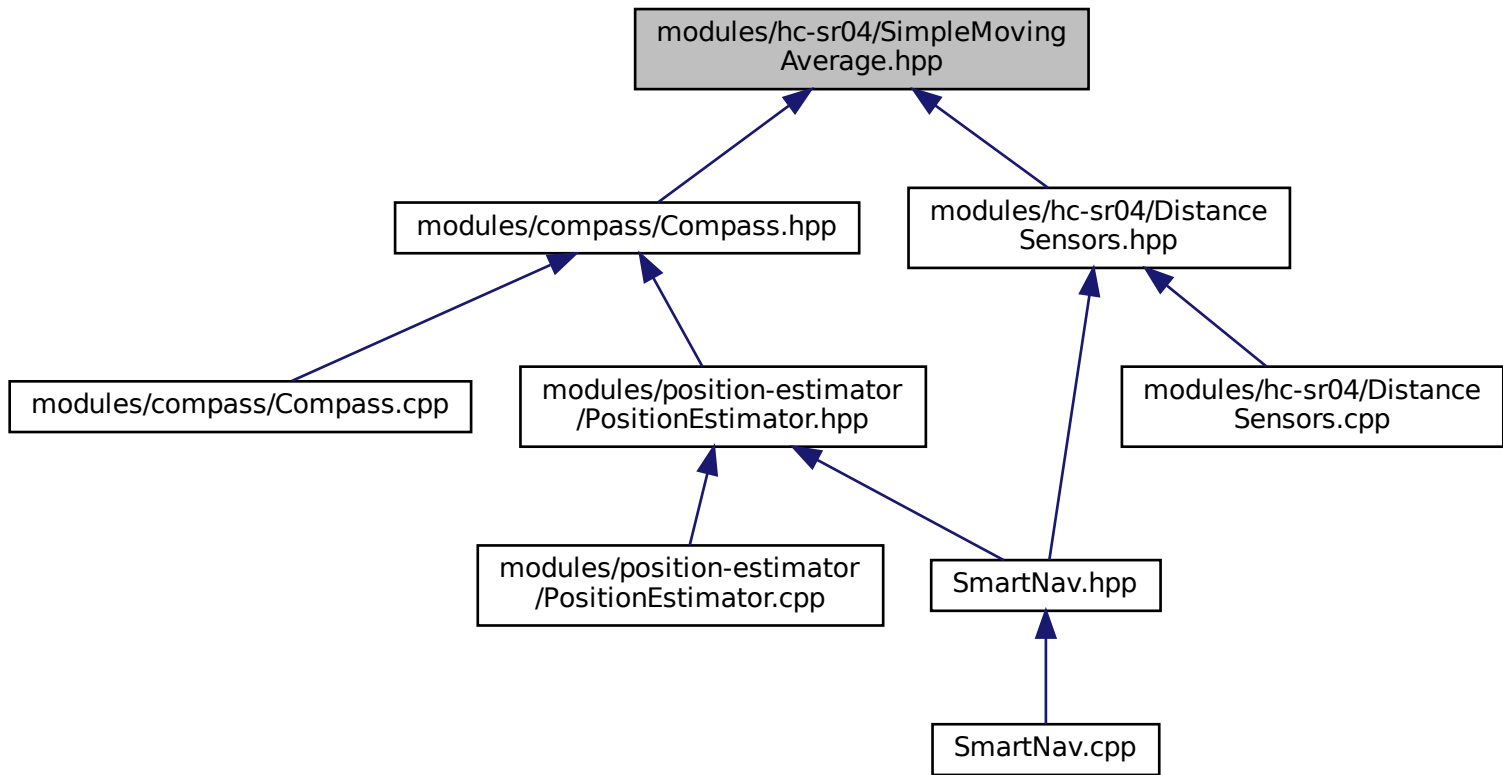 modules/hc-sr04/SimpleMoving
Average.hpp
modules/compass/Compass.hpp
modules/hc-sr04/Distance
Sensors.hpp
modules/compass/Compass.cpp
modules/position-estimator
/PositionEstimator.hpp
modules/hc-sr04/Distance
Sensors.cpp
modules/position-estimator
/PositionEstimator.cpp
SmartNav.hpp
SmartNav.cpp